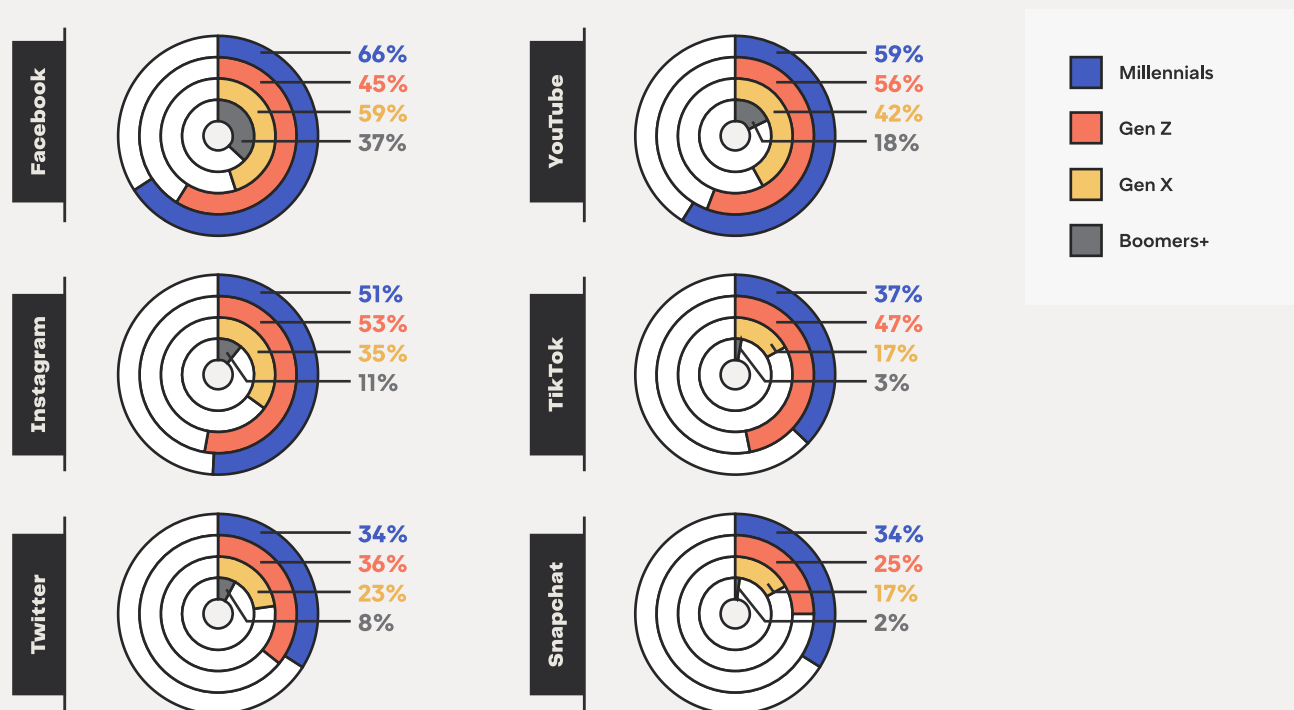 Facebook
66%
45%
59%
37%
YouTube
59%
56%
42%
18%
Millennials
Gen Z
Gen X
Boomers+
Instagram
51%
53%
35%
11%
TikTok
37%
47%
17%
3%
Twitter
34%
36%
23%
8%
Snapchat
34%
25%
17%
2%